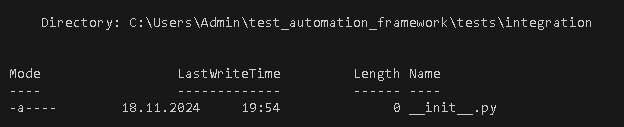 Directory: C:\Users\Admin\test_automation_framework\tests\integration
Mode LastWriteTime Length Name
---- ------------- ------ ----
-a---- 18.11.2024 19:54 0 __init__.py